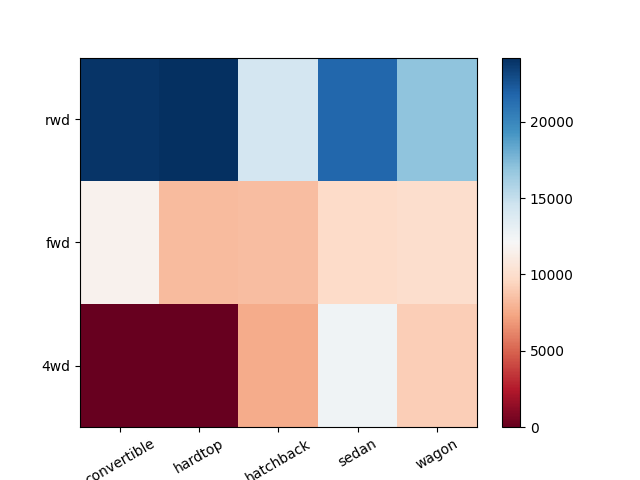 rwd
fwd
4wd
convertible
hardtop
hatchback
sedan
wagon
20000
15000
10000
5000
0